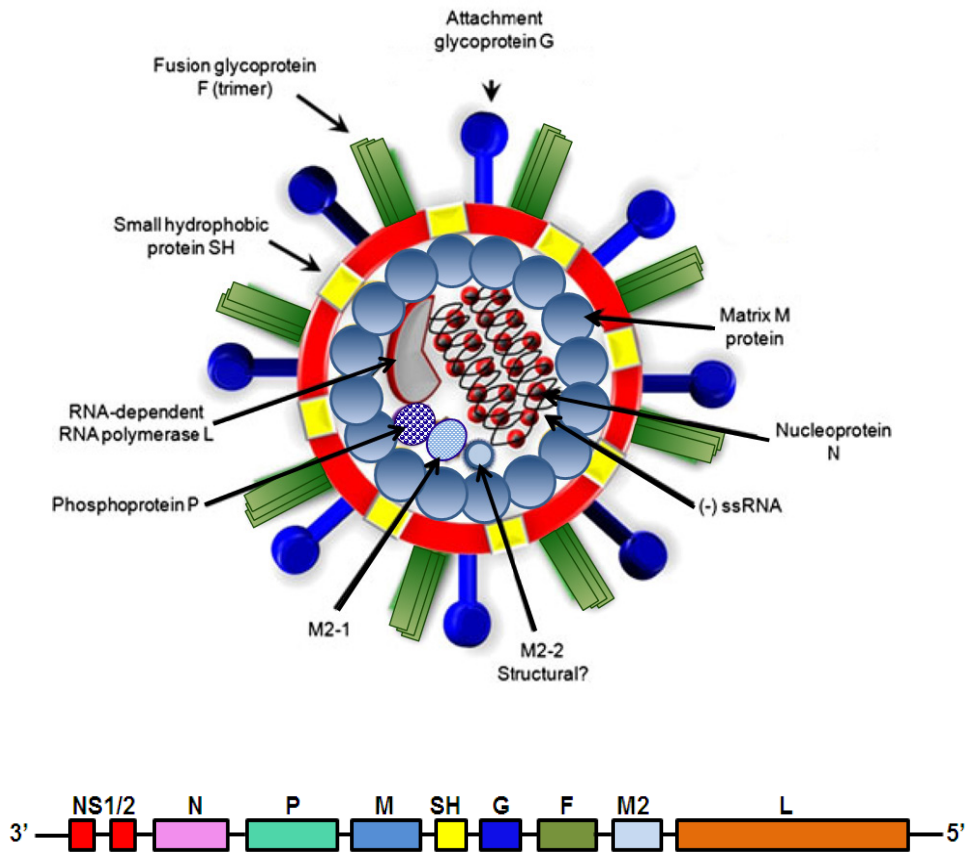 Attachment
glycoprotein G
Fusion glycoprotein
F (trimer)
Small hydrophobic
protein SH
Matrix M
protein
RNA-dependent
RNA polymerase L
Nucleoprotein
N
Phosphoprotein P
(-) ssRNA
M2-1
M2-2
Structural?
NS1/2 N P M SH G F M2 L
3’ 5’